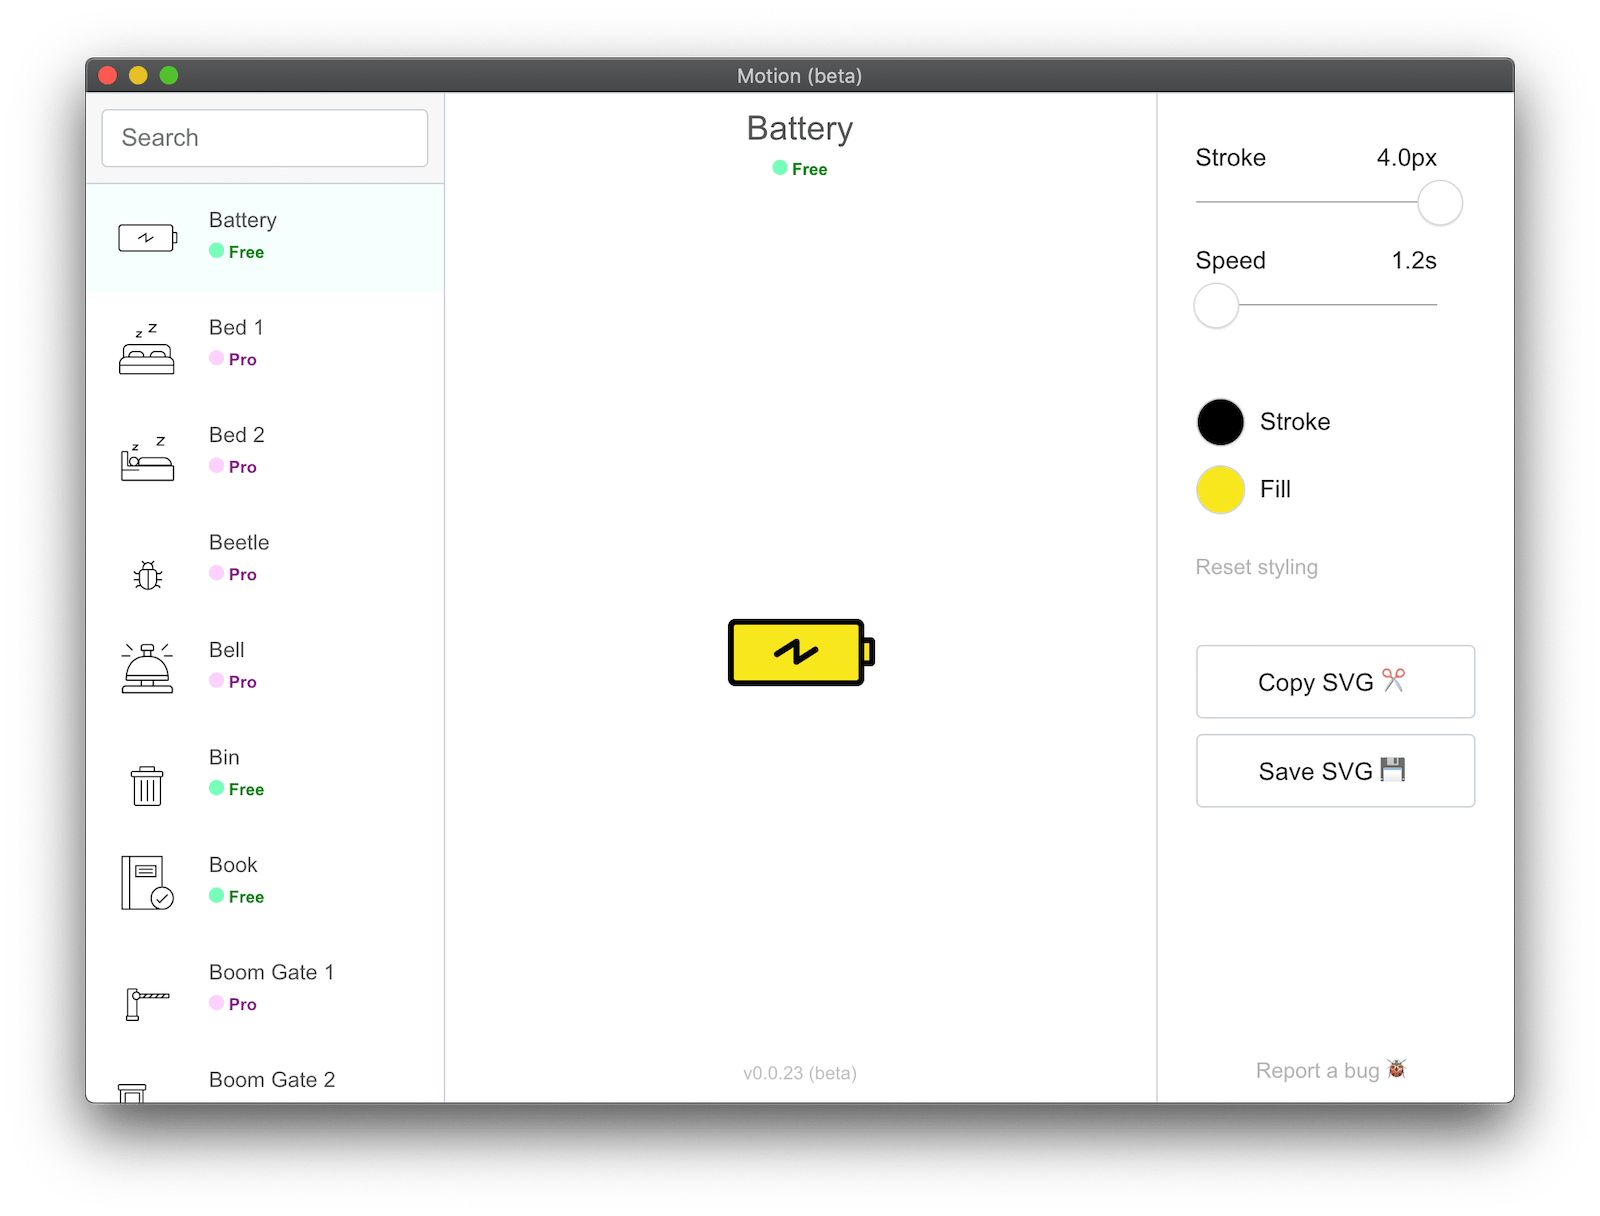 Motion (beta)
Search
Battery
Free
Bed 1
Pro
Bed 2
Pro
Beetle
Pro
Bell
Pro
Bin
Free
Book
Free
Boom Gate 1
Pro
Boom Gate 2
Battery
Free
v0.0.23 (beta)
Stroke 4.0px
Speed 1.2s
Stroke
Fill
Reset styling
Copy SVG ✂️
Save SVG 💾
Report a bug 🐞